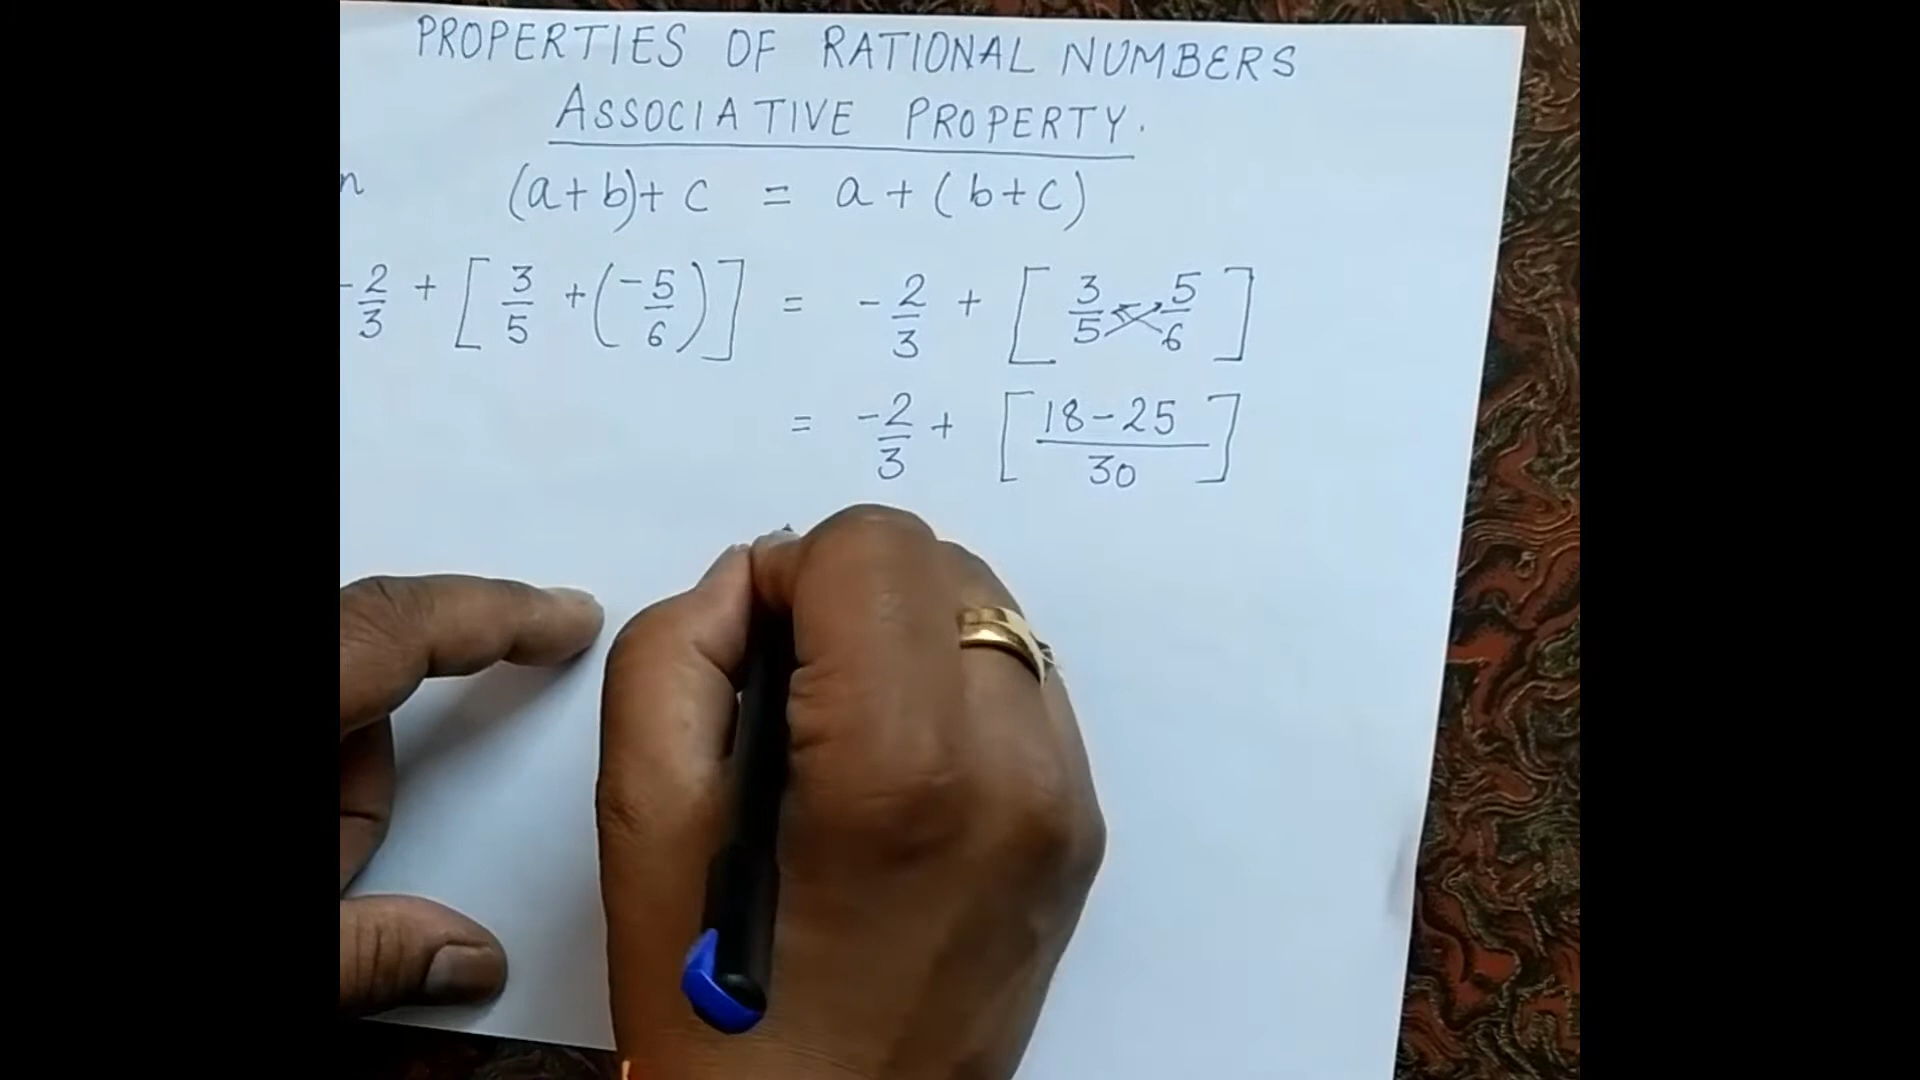 PROPERTIES OF RATIONAL NUMBERS
ASSOCIATIVE PROPERTY.
n (a+b)+c = a+(b+c)
-2/3 + [3/5 + (-5/6)] = -2/3 + [3/5 - 5/6]
= -2/3 + [18-25/30]